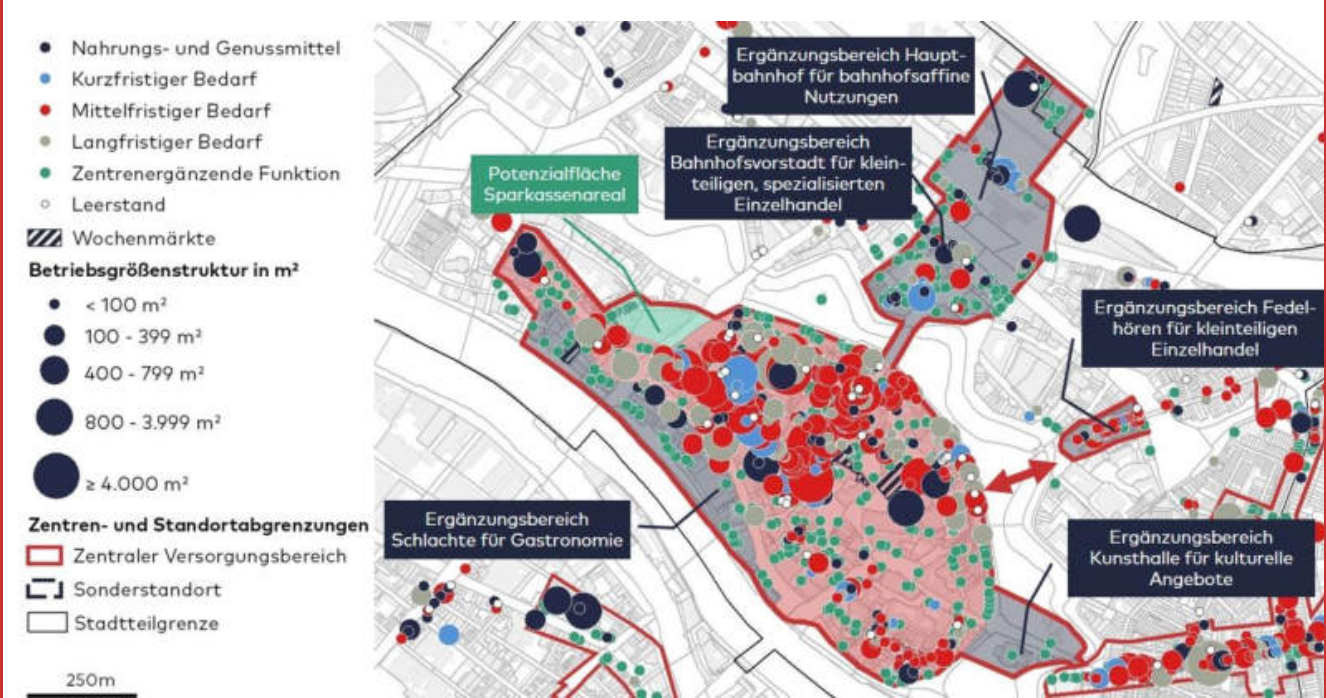 Nahrungs- und Genussmittel
Kurzfristiger Bedarf
Mittelfristiger Bedarf
Langfristiger Bedarf
Zentrenergänzende Funktion
Leerstand
Wochenmärkte
Betriebsgrößenstruktur in m²
< 100 m²
100 - 399 m²
400 - 799 m²
800 - 3.999 m²
≥ 4.000 m²
Zentren- und Standortabgrenzungen
Zentraler Versorgungsbereich
Sonderstandort
Stadtteilgrenze
250m
Ergänzungsbereich Haupt-
bahnhof für bahnhofsaffine
Nutzungen
Ergänzungsbereich
Bahnhofsvorstadt für klein-
teiligen, spezialisierten
Einzelhandel
Potenzialfläche
Sparkassenareal
Ergänzungsbereich Fedel-
hören für kleinteiligen
Einzelhandel
Ergänzungsbereich
Schlachte für Gastronomie
Ergänzungsbereich
Kunsthalle für kulturelle
Angebote